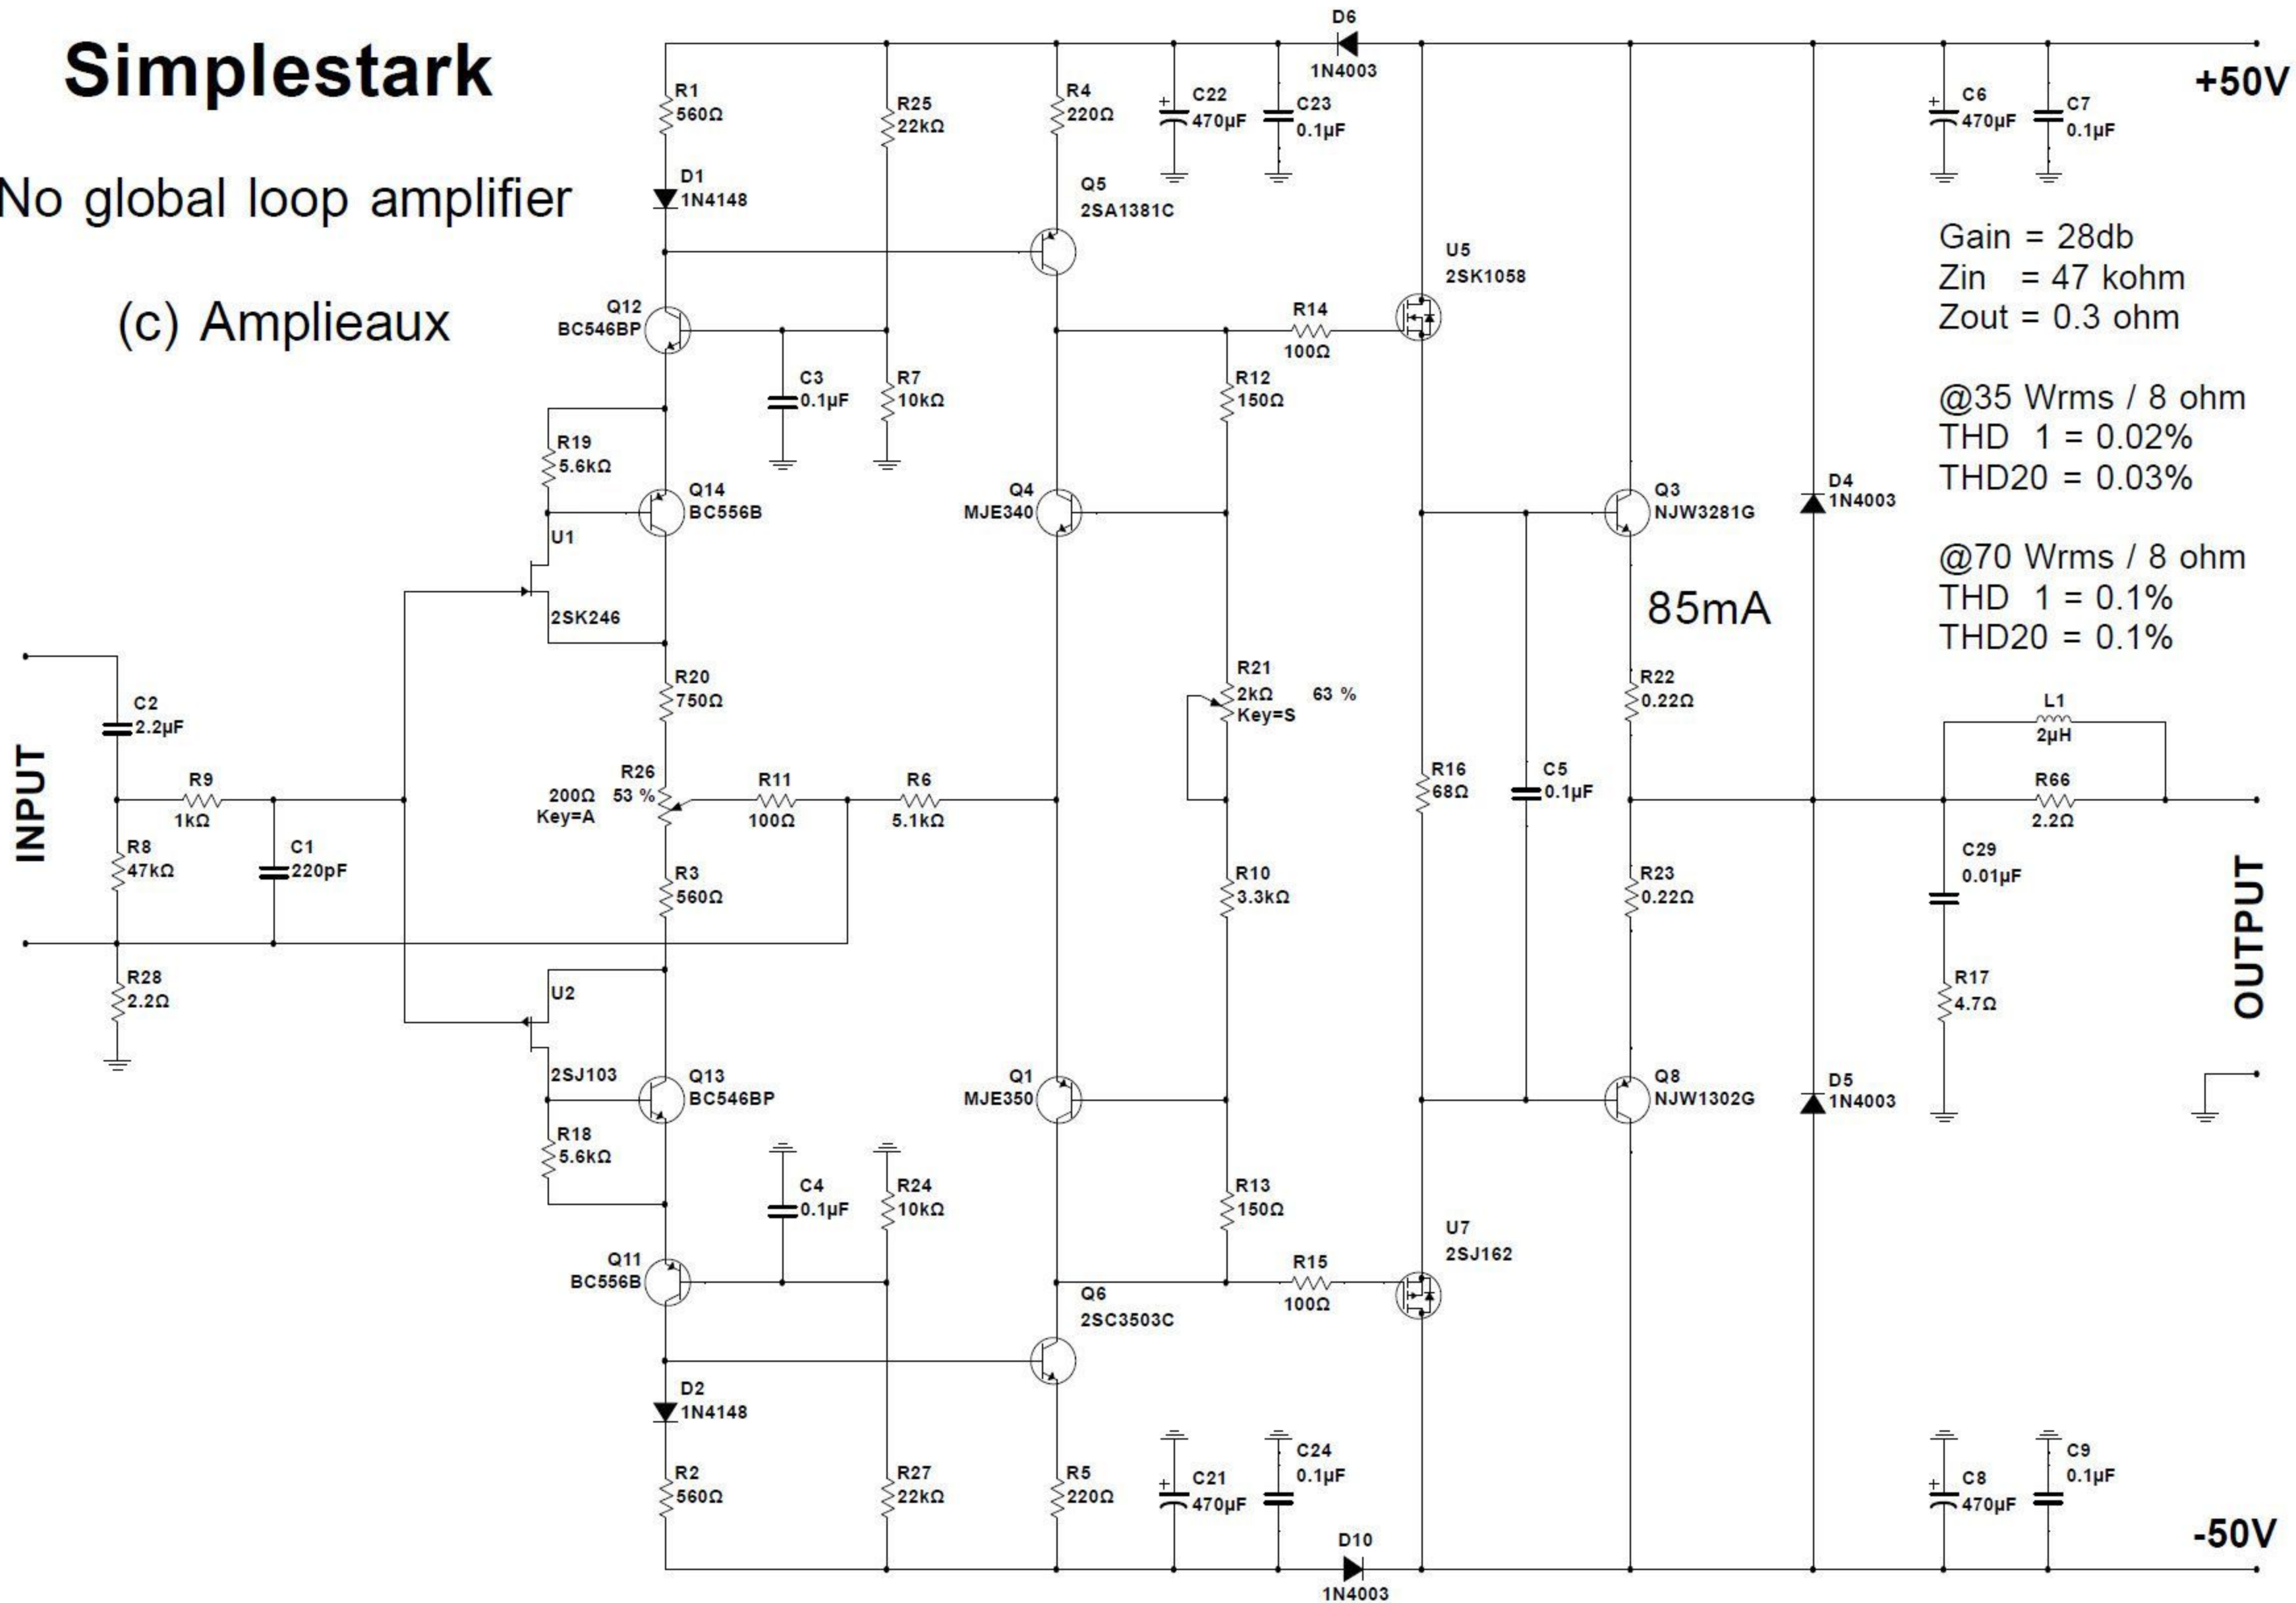 Simplestark
No global loop amplifier
(c) Amplieaux
R1
560Ω
D1
1N4148
R25
22kΩ
R4
220Ω
C22
470µF
C23
0.1µF
D6
1N4003
C6
470µF
C7
0.1µF
+50V
Q5
2SA1381C
Q12
BC546BP
C3
0.1µF
R7
10kΩ
R14
100Ω
U5
2SK1058
Gain = 28db
Zin = 47 kohm
Zout = 0.3 ohm
@35 Wrms / 8 ohm
THD 1 = 0.02%
THD20 = 0.03%
@70 Wrms / 8 ohm
THD 1 = 0.1%
THD20 = 0.1%
R19
5.6kΩ
Q14
BC556B
U1
2SK246
Q4
MJE340
R12
150Ω
Q3
NJW3281G
D4
1N4003
85mA
INPUT
C2
2.2µF
R9
1kΩ
R8
47kΩ
C1
220pF
R28
2.2Ω
R20
750Ω
R26
200Ω 53 %
Key=A
R11
100Ω
R6
5.1kΩ
R3
560Ω
R21
2kΩ 63 %
Key=S
R10
3.3kΩ
R16
68Ω
C5
0.1µF
R22
0.22Ω
R23
0.22Ω
L1
2µH
R66
2.2Ω
C29
0.01µF
R17
4.7Ω
OUTPUT
U2
2SJ103
Q13
BC546BP
R18
5.6kΩ
Q1
MJE350
Q8
NJW1302G
D5
1N4003
C4
0.1µF
R24
10kΩ
R13
150Ω
R15
100Ω
U7
2SJ162
Q11
BC556B
Q6
2SC3503C
D2
1N4148
R2
560Ω
R27
22kΩ
R5
220Ω
C21
470µF
C24
0.1µF
D10
1N4003
C8
470µF
C9
0.1µF
-50V